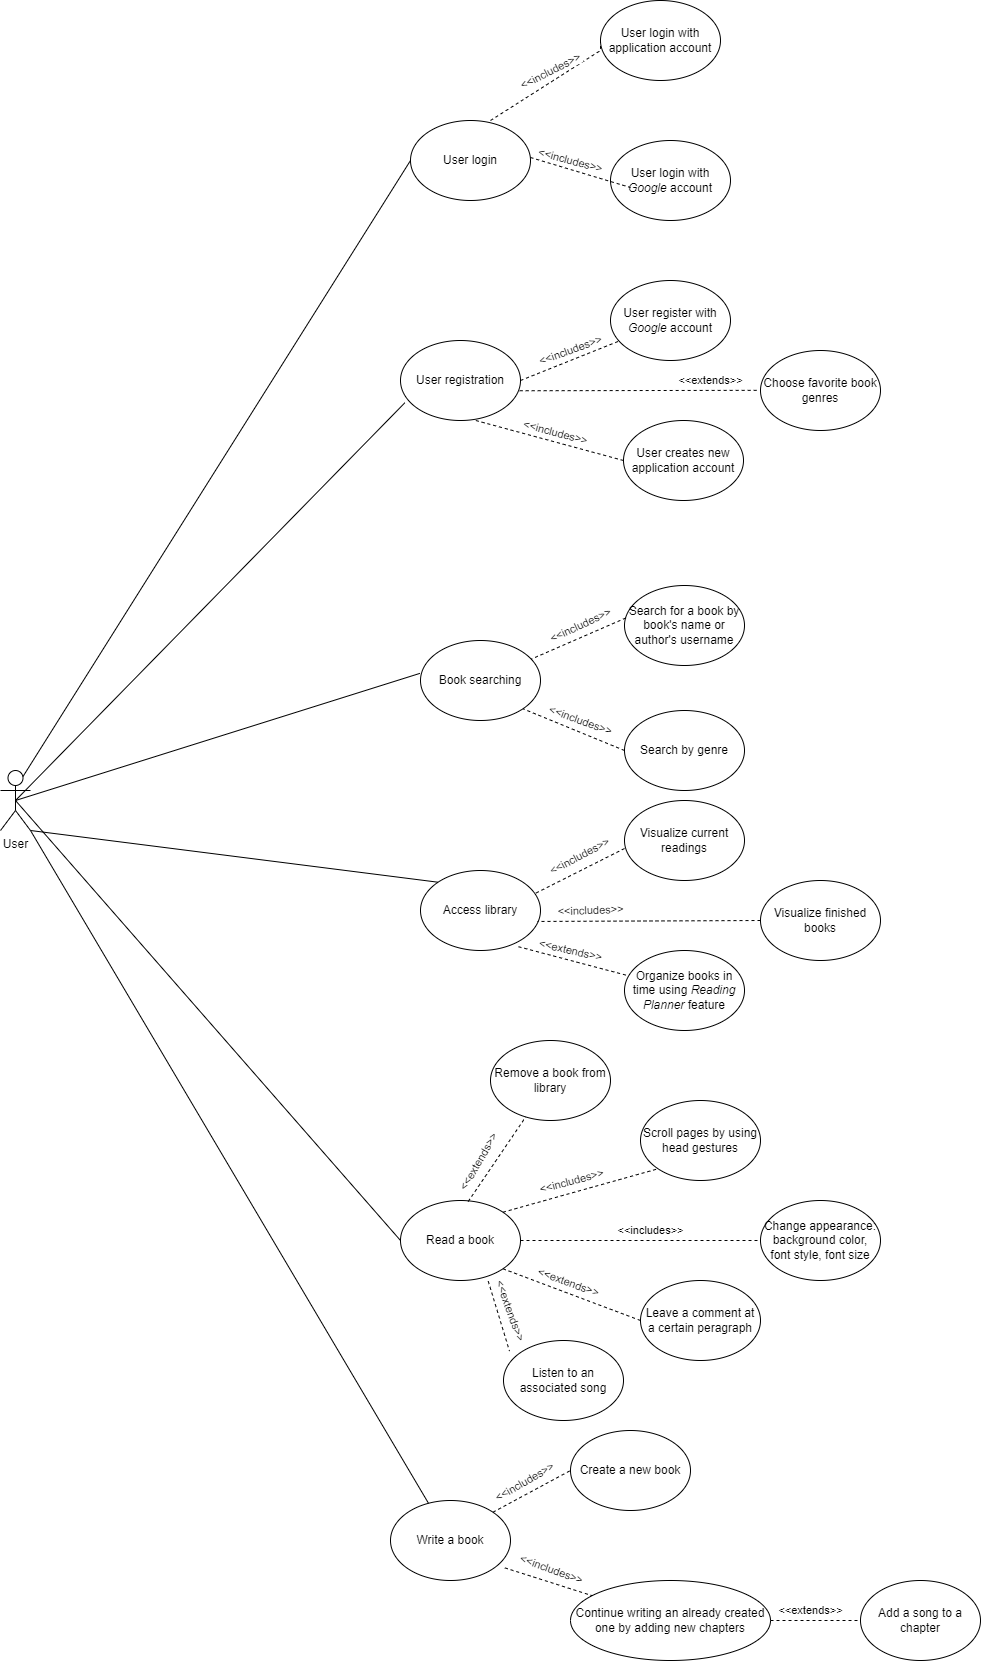 User login with
application account
<<includes>>
User login
<<includes>>
User login with
Google account
User register with
Google account
<<includes>>
User registration
<<extends>>
Choose favorite book
genres
<<includes>>
User creates new
application account
Search for a book by
book's name or
author's username
<<includes>>
Book searching
<<includes>>
Search by genre
User
Visualize current
readings
<<includes>>
Access library
<<includes>>
Visualize finished
books
<<extends>>
Organize books in
time using Reading
Planner feature
Remove a book from
library
<<extends>>
Scroll pages by using
head gestures
<<includes>>
Read a book
<<includes>>
Change appearance:
background color,
font style, font size
<<extends>>
Leave a comment at
a certain peragraph
<<extends>>
Listen to an
associated song
Create a new book
<<includes>>
Write a book
<<includes>>
Continue writing an already created
one by adding new chapters
<<extends>>
Add a song to a
chapter